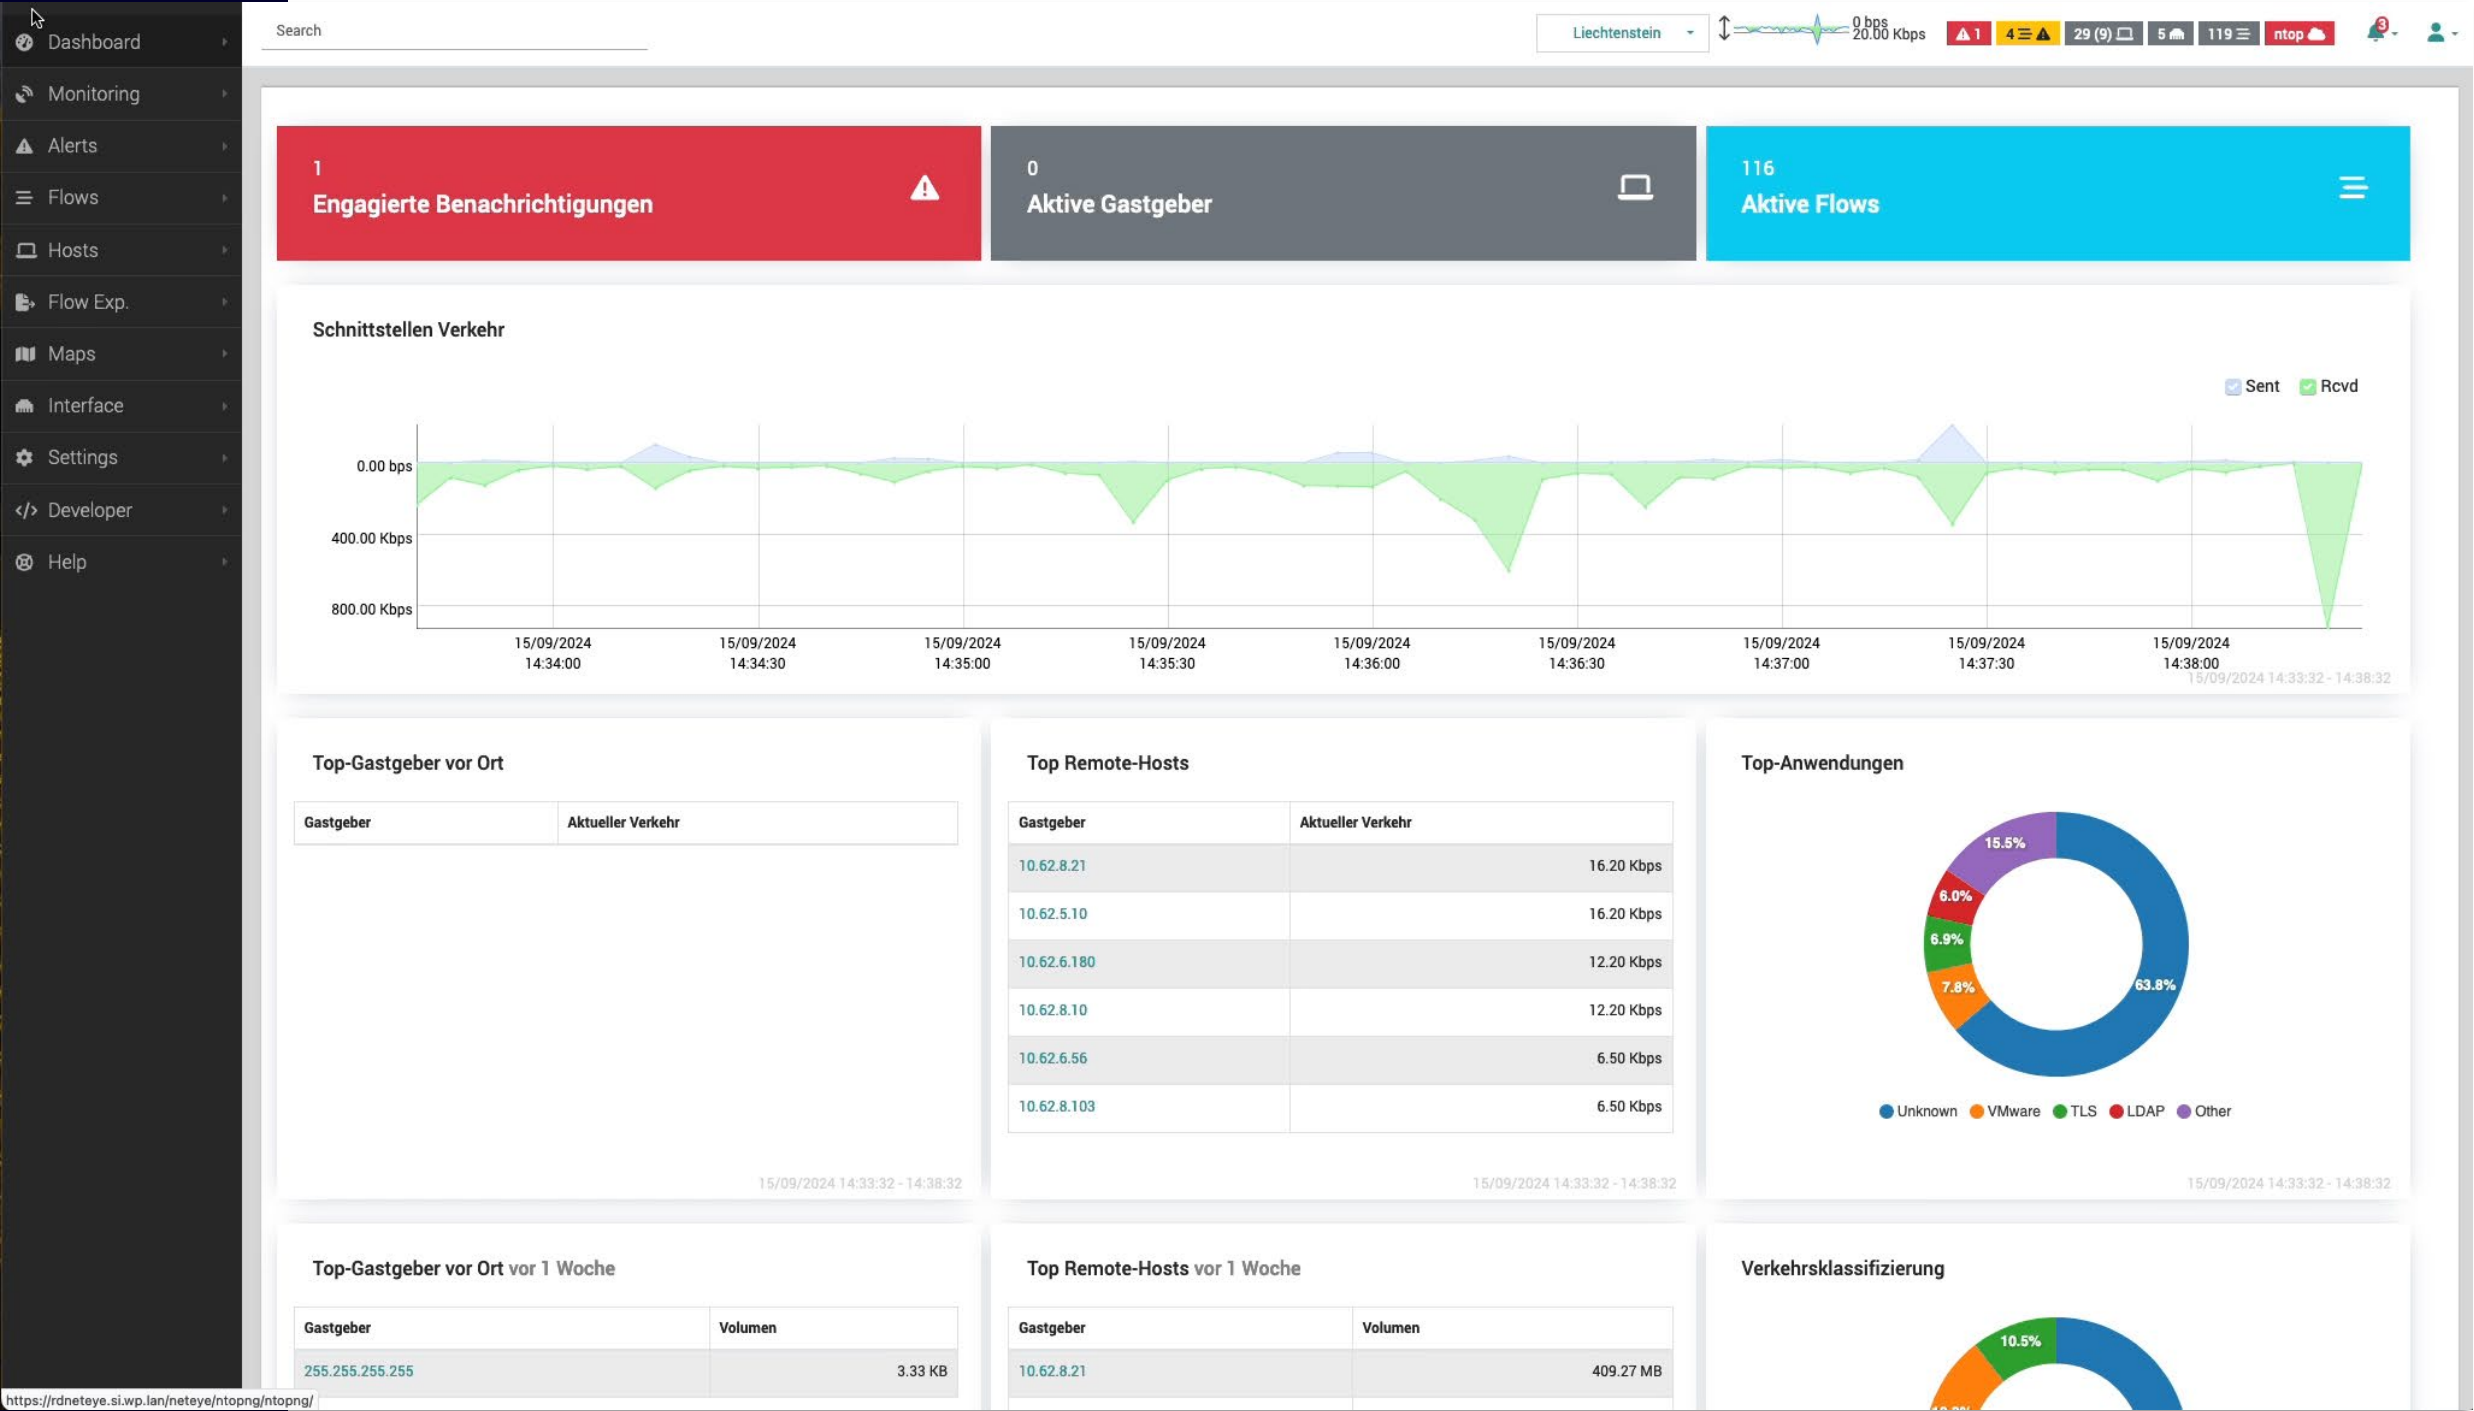 Search
Liechtenstein
0 bps
20.00 Kbps
1
4
29 (9)
5
119
ntop
3
Dashboard
Monitoring
Alerts
Flows
Hosts
Flow Exp.
Maps
Interface
Settings
Developer
Help
1
Engagierte Benachrichtigungen
0
Aktive Gastgeber
116
Aktive Flows
Schnittstellen Verkehr
Sent Rcvd
0.00 bps
400.00 Kbps
800.00 Kbps
15/09/2024 15/09/2024 15/09/2024 15/09/2024 15/09/2024 15/09/2024 15/09/2024 15/09/2024 15/09/2024
14:34:00 14:34:30 14:35:00 14:35:30 14:36:00 14:36:30 14:37:00 14:37:30 14:38:00
15/09/2024 14:33:32 - 14:38:32
Top-Gastgeber vor Ort
Gastgeber Aktueller Verkehr
15/09/2024 14:33:32 - 14:38:32
Top Remote-Hosts
Gastgeber Aktueller Verkehr
10.62.8.21 16.20 Kbps
10.62.5.10 16.20 Kbps
10.62.6.180 12.20 Kbps
10.62.8.10 12.20 Kbps
10.62.6.56 6.50 Kbps
10.62.8.103 6.50 Kbps
15/09/2024 14:33:32 - 14:38:32
Top-Anwendungen
15.5%
6.0%
6.9%
7.8%
63.8%
Unknown VMware TLS LDAP Other
15/09/2024 14:33:32 - 14:38:32
Top-Gastgeber vor Ort vor 1 Woche
Gastgeber Volumen
255.255.255.255 3.33 KB
Top Remote-Hosts vor 1 Woche
Gastgeber Volumen
10.62.8.21 409.27 MB
Verkehrsklassifizierung
10.5%
https://rdneteye.si.wp.lan/neteye/ntopng/ntopng/